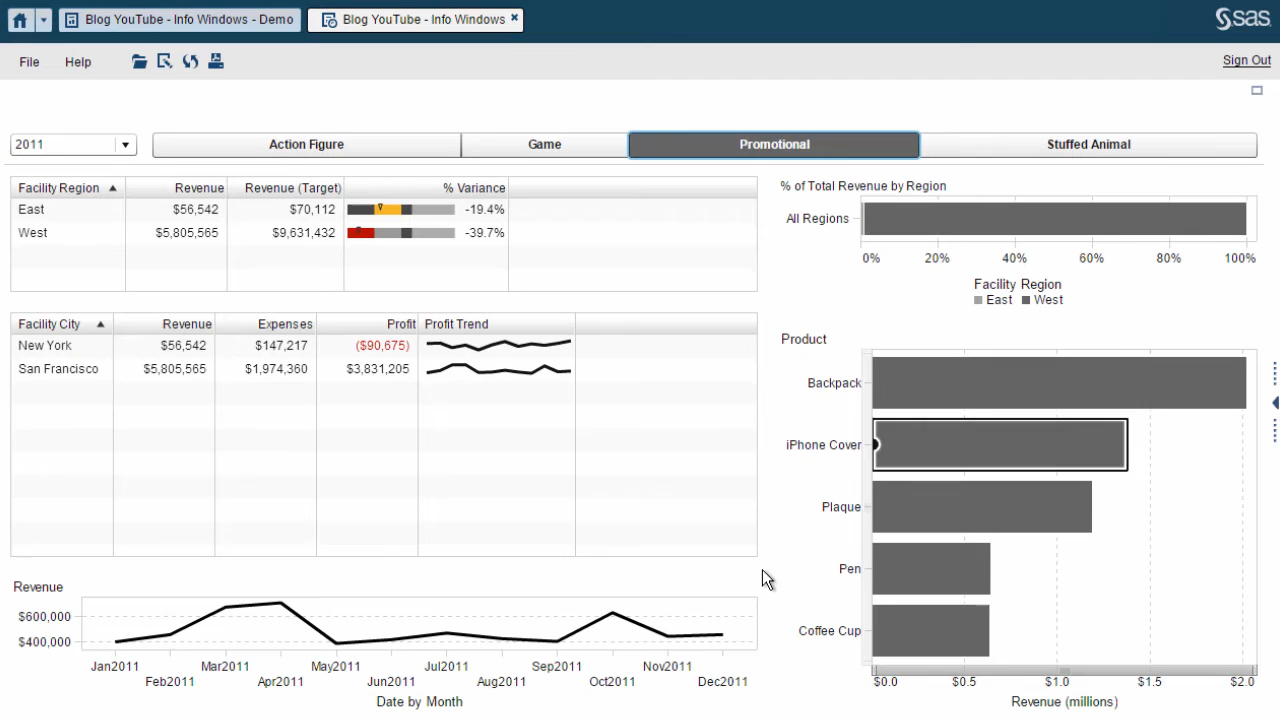 Blog YouTube - Info Windows - Demo
Blog YouTube - Info Windows
sas
File Help
Sign Out
2011
Action Figure Game Promotional Stuffed Animal
Facility Region Revenue Revenue (Target) % Variance
East $56,542 $70,112 -19.4%
West $5,805,565 $9,631,432 -39.7%
% of Total Revenue by Region
All Regions
0% 20% 40% 60% 80% 100%
Facility Region
East West
Facility City Revenue Expenses Profit Profit Trend
New York $56,542 $147,217 ($90,675)
San Francisco $5,805,565 $1,974,360 $3,831,205
Product
Backpack
iPhone Cover
Plaque
Pen
Coffee Cup
$0.0 $0.5 $1.0 $1.5 $2.0
Revenue (millions)
Revenue
$600,000
$400,000
Jan2011 Mar2011 May2011 Jul2011 Sep2011 Nov2011
Feb2011 Apr2011 Jun2011 Aug2011 Oct2011 Dec2011
Date by Month